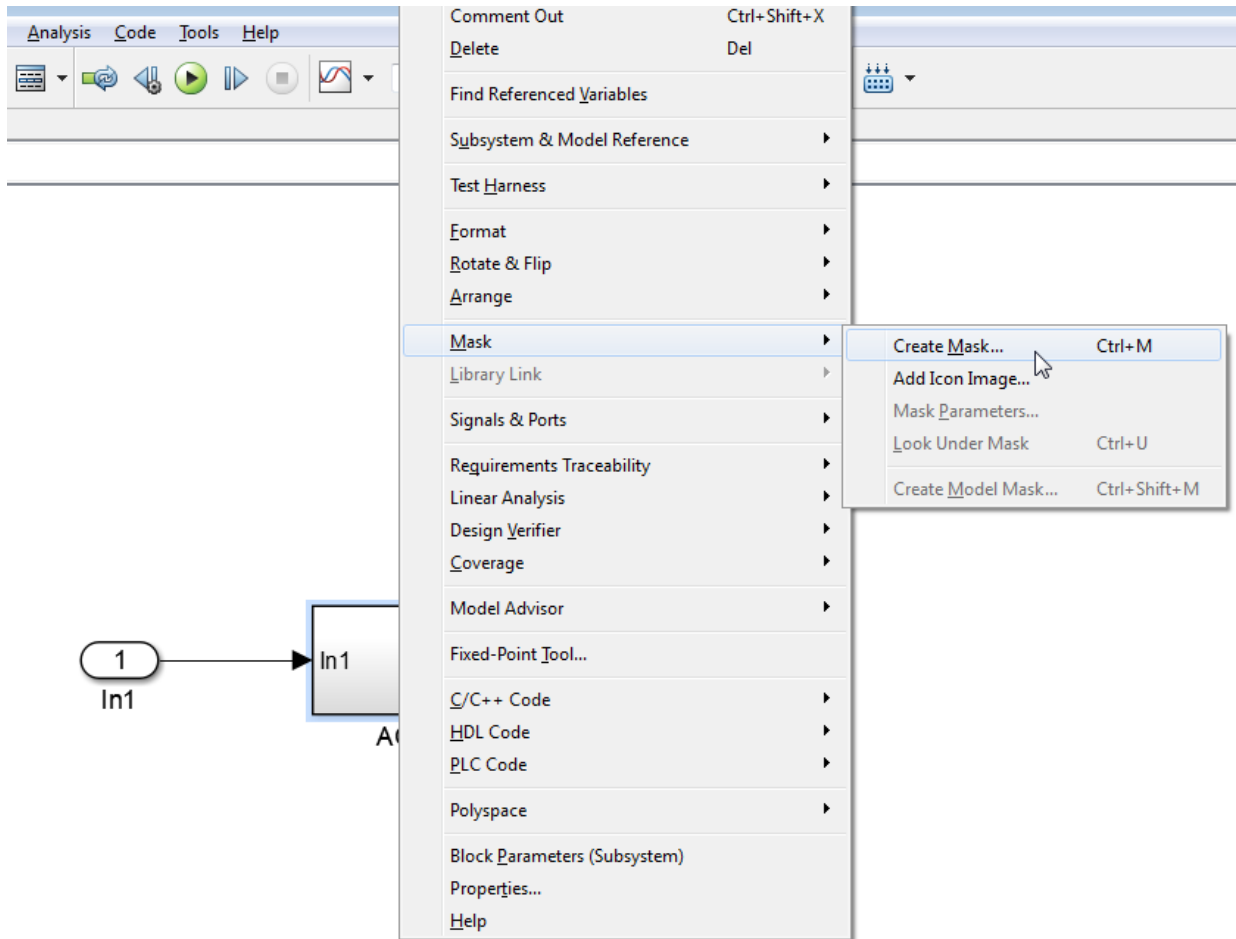 Analysis Code Tools Help
Comment Out Ctrl+Shift+X
Delete Del
Find Referenced Variables
Subsystem & Model Reference
Test Harness
Format
Rotate & Flip
Arrange
Mask
Library Link
Signals & Ports
Requirements Traceability
Linear Analysis
Design Verifier
Coverage
Model Advisor
Fixed-Point Tool...
C/C++ Code
HDL Code
PLC Code
Polyspace
Block Parameters (Subsystem)
Properties...
Help
Create Mask... Ctrl+M
Add Icon Image...
Mask Parameters...
Look Under Mask Ctrl+U
Create Model Mask... Ctrl+Shift+M
1
In1
In1